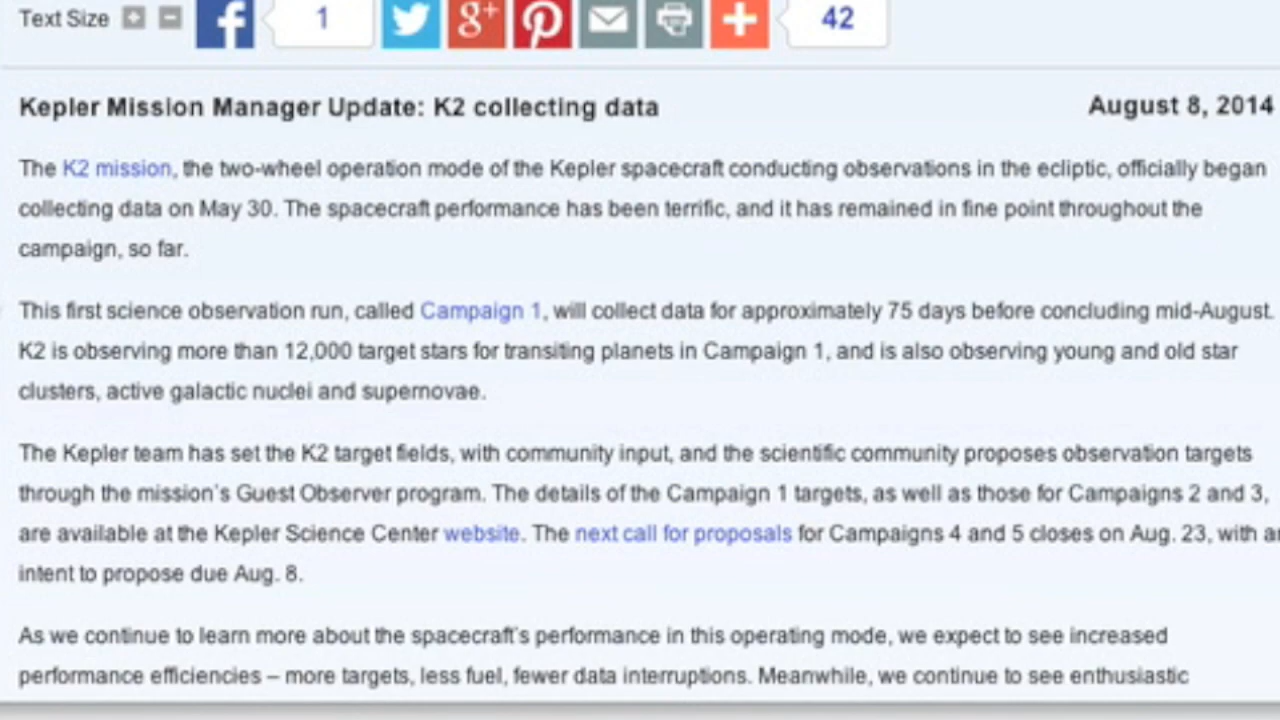 Text Size
1
42
Kepler Mission Manager Update: K2 collecting data
August 8, 2014
The K2 mission, the two-wheel operation mode of the Kepler spacecraft conducting observations in the ecliptic, officially began
collecting data on May 30. The spacecraft performance has been terrific, and it has remained in fine point throughout the
campaign, so far.
This first science observation run, called Campaign 1, will collect data for approximately 75 days before concluding mid-August.
K2 is observing more than 12,000 target stars for transiting planets in Campaign 1, and is also observing young and old star
clusters, active galactic nuclei and supernovae.
The Kepler team has set the K2 target fields, with community input, and the scientific community proposes observation targets
through the mission's Guest Observer program. The details of the Campaign 1 targets, as well as those for Campaigns 2 and 3,
are available at the Kepler Science Center website. The next call for proposals for Campaigns 4 and 5 closes on Aug. 23, with
intent to propose due Aug. 8.
As we continue to learn more about the spacecraft's performance in this operating mode, we expect to see increased
performance efficiencies – more targets, less fuel, fewer data interruptions. Meanwhile, we continue to see enthusiastic